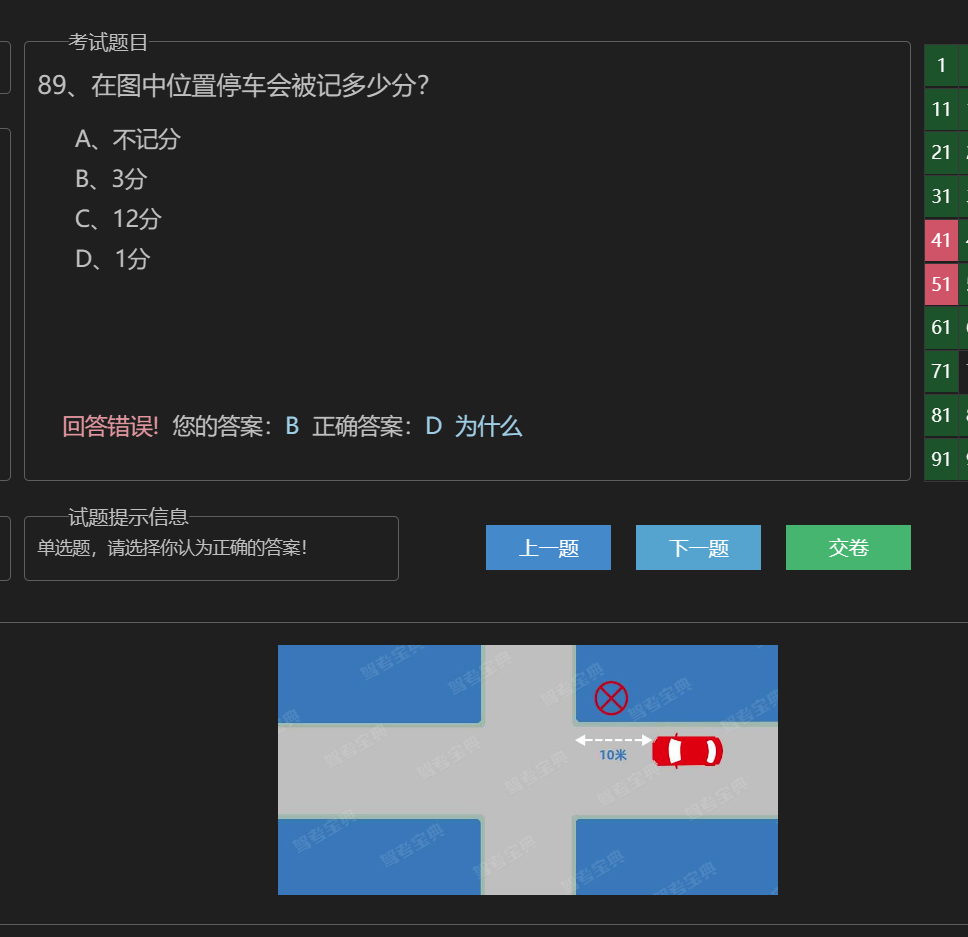 考试题目
89、在图中位置停车会被记多少分？
A、不记分
B、3分
C、12分
D、1分
回答错误! 您的答案：B 正确答案：D 为什么
1
11
21
31
41
51
61
71
81
91
试题提示信息
单选题，请选择你认为正确的答案!
上一题 下一题 交卷
10米
驾考宝典